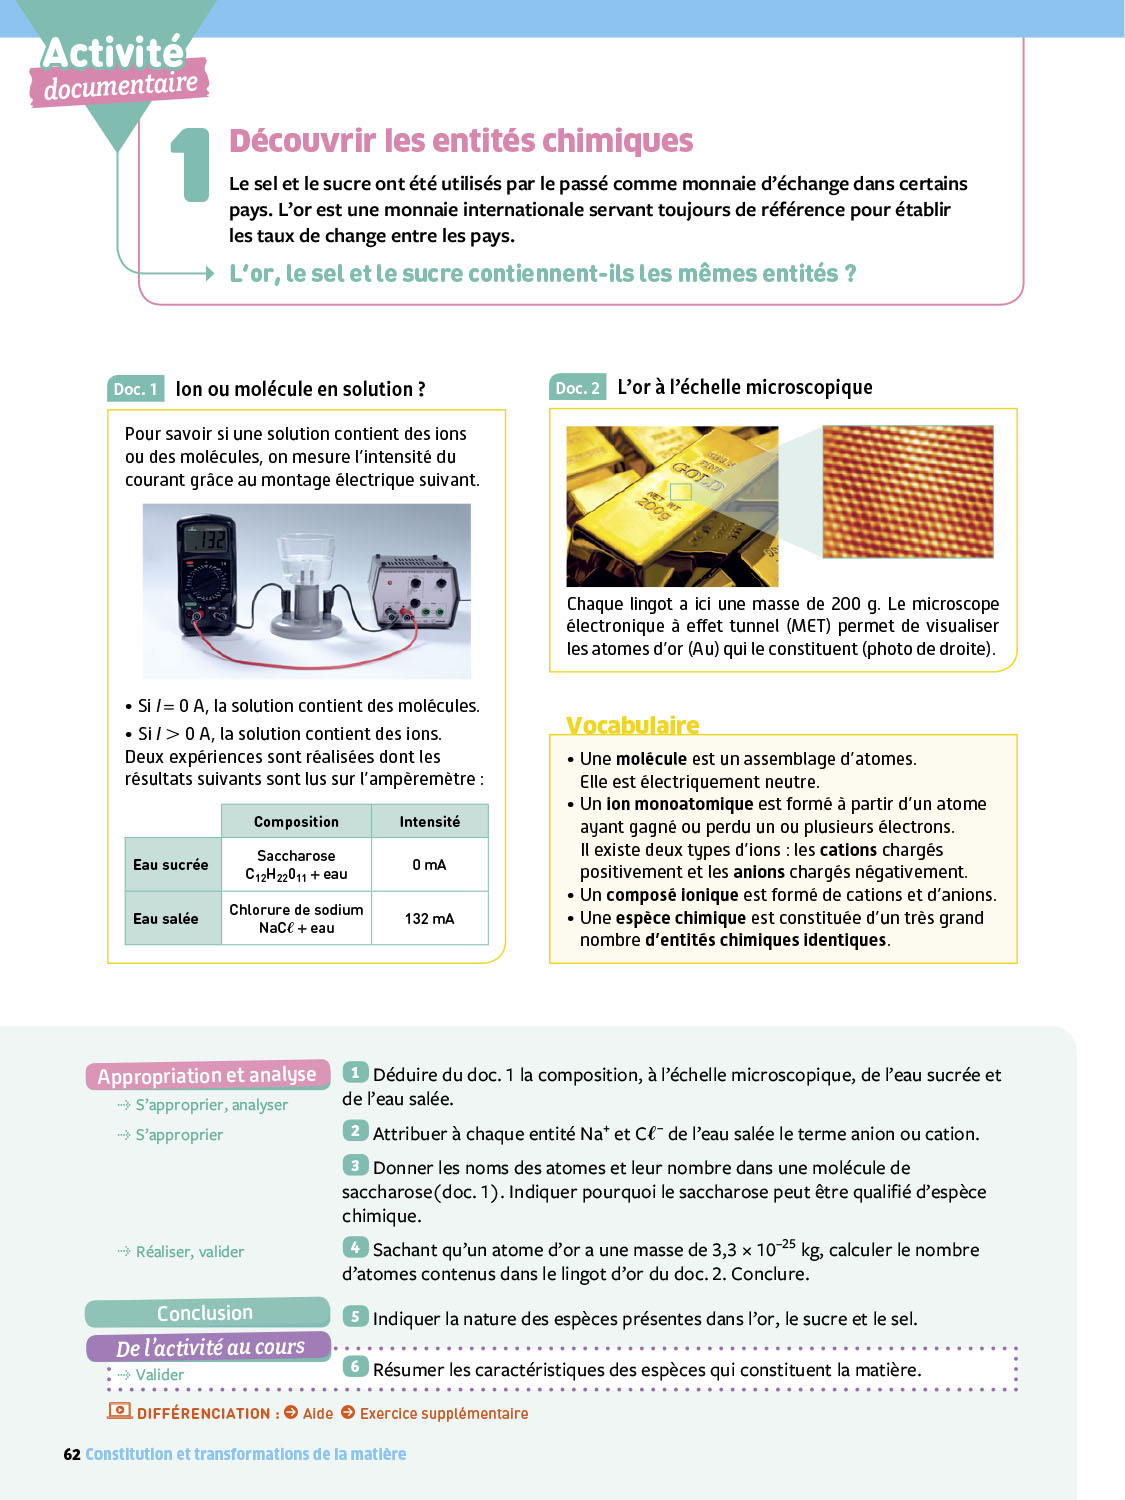 Activité
documentaire
1
Découvrir les entités chimiques
Le sel et le sucre ont été utilisés par le passé comme monnaie d’échange dans certains
pays. L’or est une monnaie internationale servant toujours de référence pour établir
les taux de change entre les pays.
L’or, le sel et le sucre contiennent-ils les mêmes entités ?
Doc. 1 Ion ou molécule en solution ?
Pour savoir si une solution contient des ions
ou des molécules, on mesure l’intensité du
courant grâce au montage électrique suivant.
132
• Si I = 0 A, la solution contient des molécules.
• Si I > 0 A, la solution contient des ions.
Deux expériences sont réalisées dont les
résultats suivants sont lus sur l’ampèremètre :
Composition Intensité
Eau sucrée Saccharose 0 mA
C₁₂H₂₂O₁₁ + eau
Eau salée Chlorure de sodium 132 mA
NaCℓ + eau
Doc. 2 L’or à l’échelle microscopique
GOLD
NET WT
200g
Chaque lingot a ici une masse de 200 g. Le microscope
électronique à effet tunnel (MET) permet de visualiser
les atomes d’or (Au) qui le constituent (photo de droite).
Vocabulaire
• Une molécule est un assemblage d’atomes.
Elle est électriquement neutre.
• Un ion monoatomique est formé à partir d’un atome
ayant gagné ou perdu un ou plusieurs électrons.
Il existe deux types d’ions : les cations chargés
positivement et les anions chargés négativement.
• Un composé ionique est formé de cations et d’anions.
• Une espèce chimique est constituée d’un très grand
nombre d’entités chimiques identiques.
Appropriation et analyse
S’approprier, analyser
1 Déduire du doc. 1 la composition, à l’échelle microscopique, de l’eau sucrée et
de l’eau salée.
S’approprier
2 Attribuer à chaque entité Na⁺ et Cℓ⁻ de l’eau salée le terme anion ou cation.
3 Donner les noms des atomes et leur nombre dans une molécule de
saccharose(doc. 1). Indiquer pourquoi le saccharose peut être qualifié d’espèce
chimique.
Réaliser, valider
4 Sachant qu’un atome d’or a une masse de 3,3 × 10⁻²⁵ kg, calculer le nombre
d’atomes contenus dans le lingot d’or du doc. 2. Conclure.
Conclusion
5 Indiquer la nature des espèces présentes dans l’or, le sucre et le sel.
De l’activité au cours
Valider
6 Résumer les caractéristiques des espèces qui constituent la matière.
DIFFÉRENCIATION : Aide Exercice supplémentaire
62 Constitution et transformations de la matière